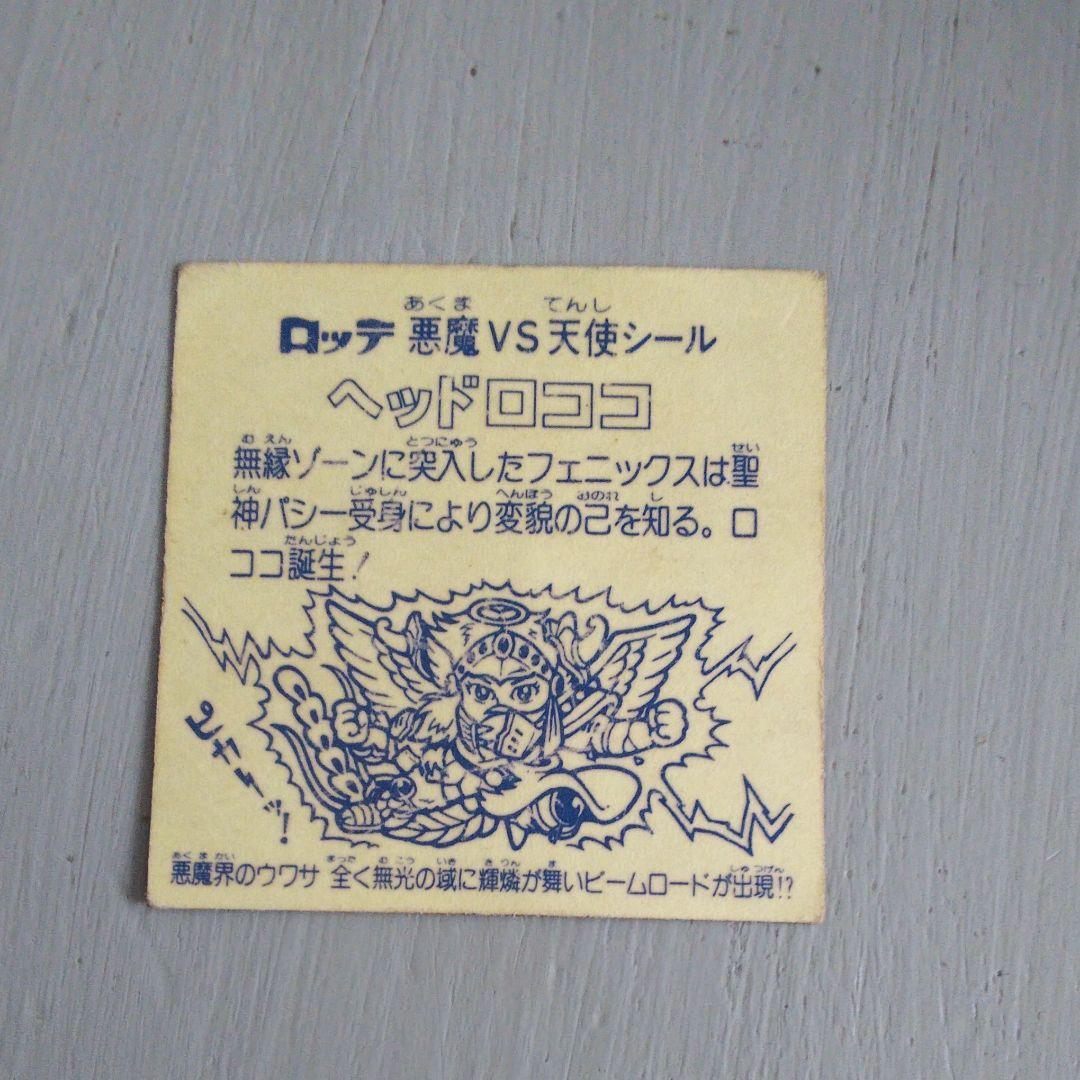 ロッテ 悪魔VS天使シール
ヘッドロココ
無縁ゾーンに突入したフェニックスは聖
神パシー受身により変貌の己を知る。ロ
ココ誕生!
ピカーーッ!
悪魔界のウワサ 全く無光の域に輝燐が舞いビームロードが出現!?